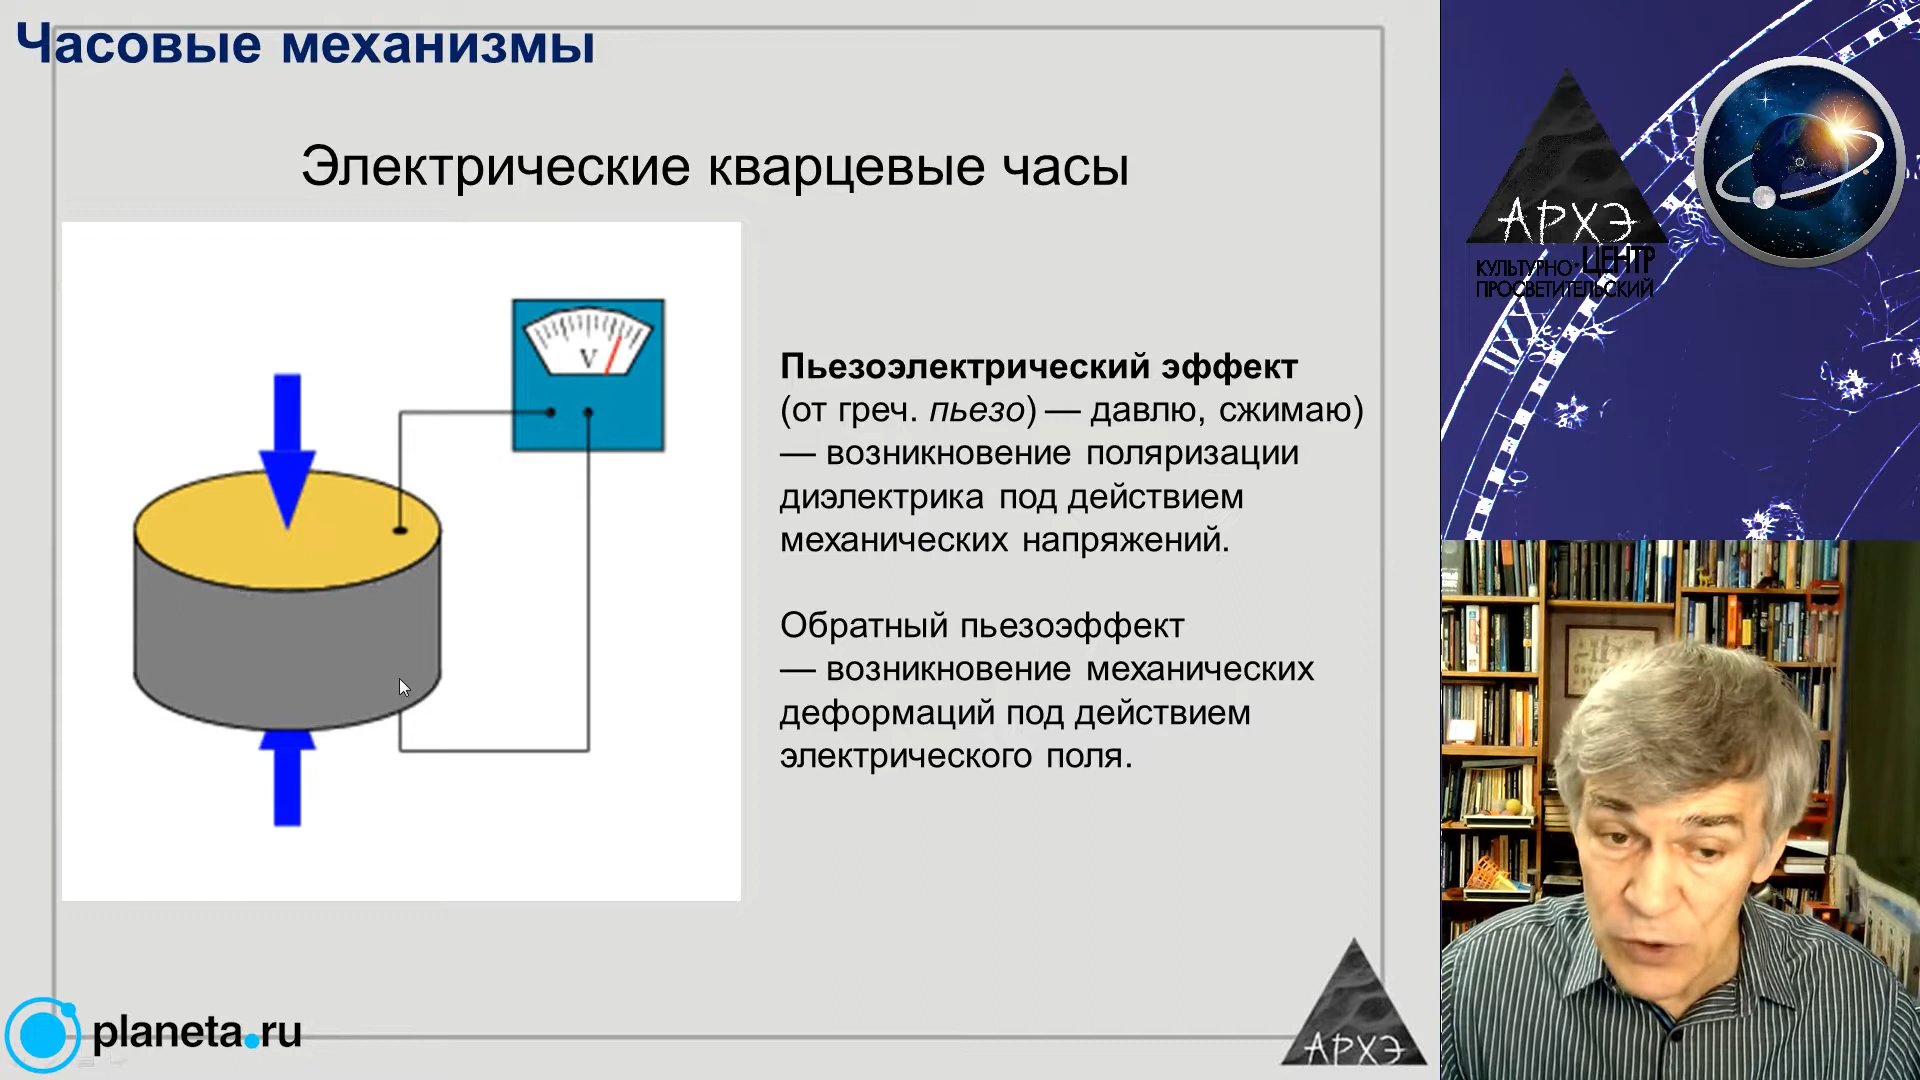 Часовые механизмы
Электрические кварцевые часы
V
Пьезоэлектрический эффект
(от греч. пьезо) — давлю, сжимаю)
— возникновение поляризации
диэлектрика под действием
механических напряжений.
Обратный пьезоэффект
— возникновение механических
деформаций под действием
электрического поля.
planeta.ru
АРХЭ
АРХЭ
КУЛЬТУРНО·ЦЕНТР
ПРОСВЕТИТЕЛЬСКИЙ